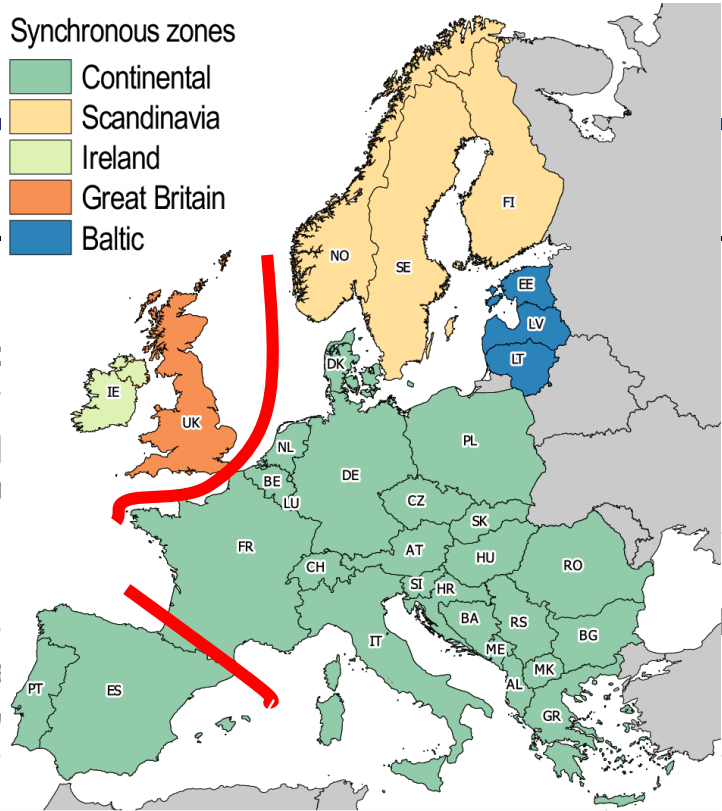 Synchronous zones
Continental
Scandinavia
Ireland
Great Britain
Baltic
FI
NO
SE
EE
LV
LT
DK
IE
UK
NL
PL
BE
DE
LU
CZ
SK
FR
AT
HU
CH
RO
SI
HR
BA
RS
IT
BG
ME
MK
AL
PT
ES
GR